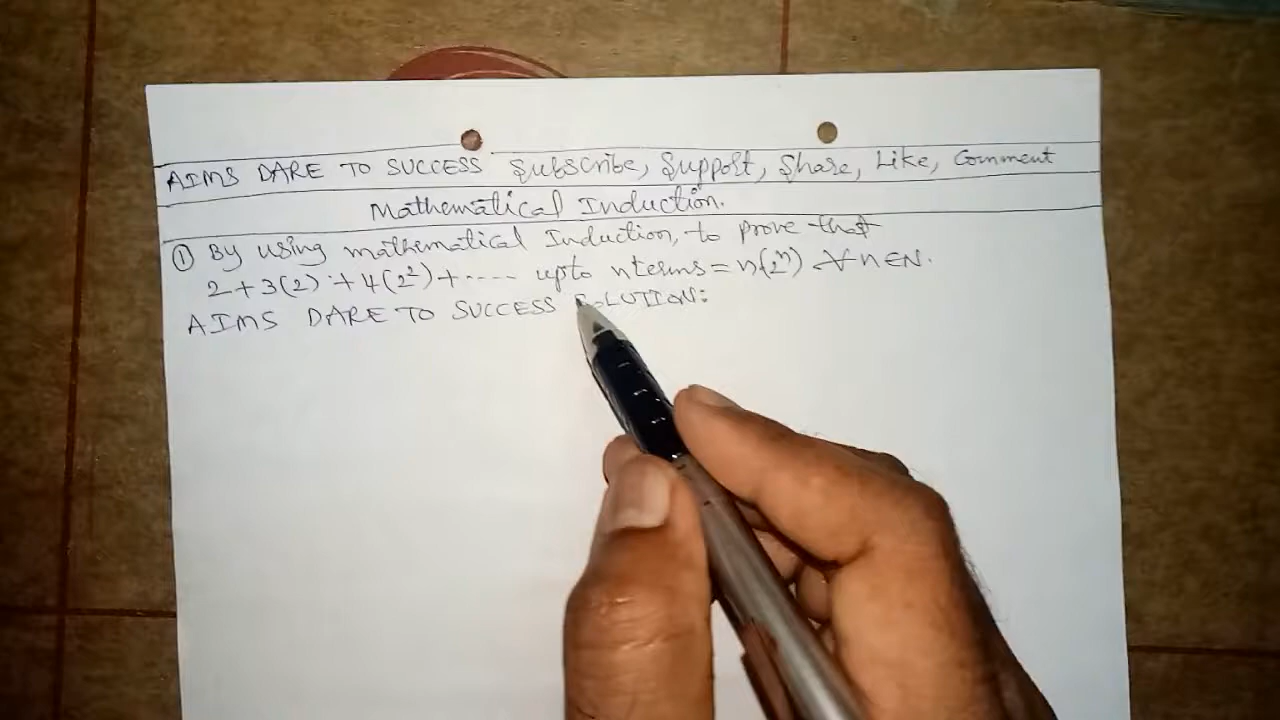 AIMS DARE TO SUCCESS Subscribe, Support, Share, Like, Comment
Mathematical Induction.
① By using mathematical Induction, to prove that
2+3(2)+4(2²)+...... upto n terms = n(2ⁿ) ∀ n∈N.
AIMS DARE TO SUCCESS SOLUTION: